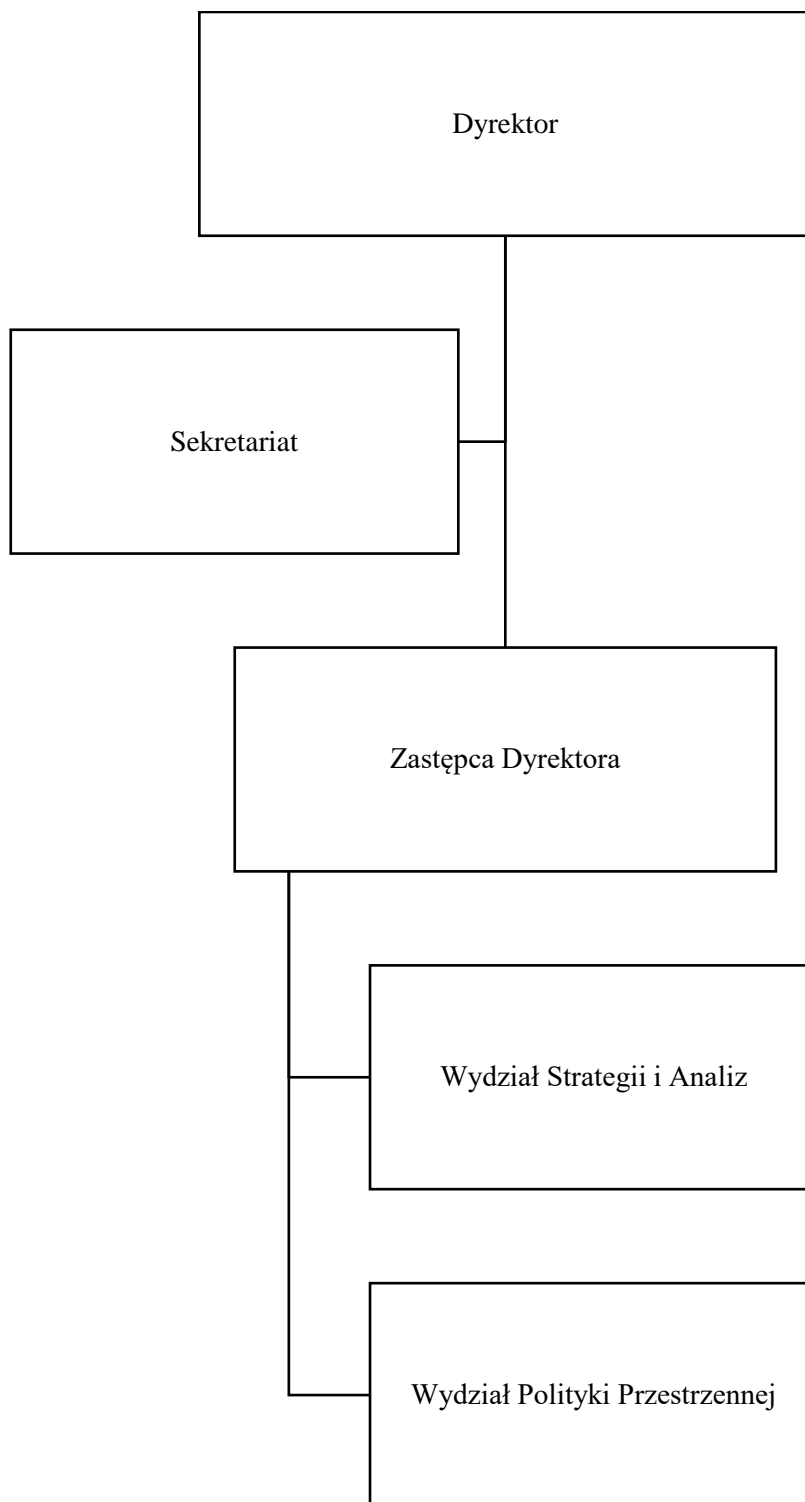 Dyrektor
Sekretariat
Zastępca Dyrektora
Wydział Strategii i Analiz
Wydział Polityki Przestrzennej